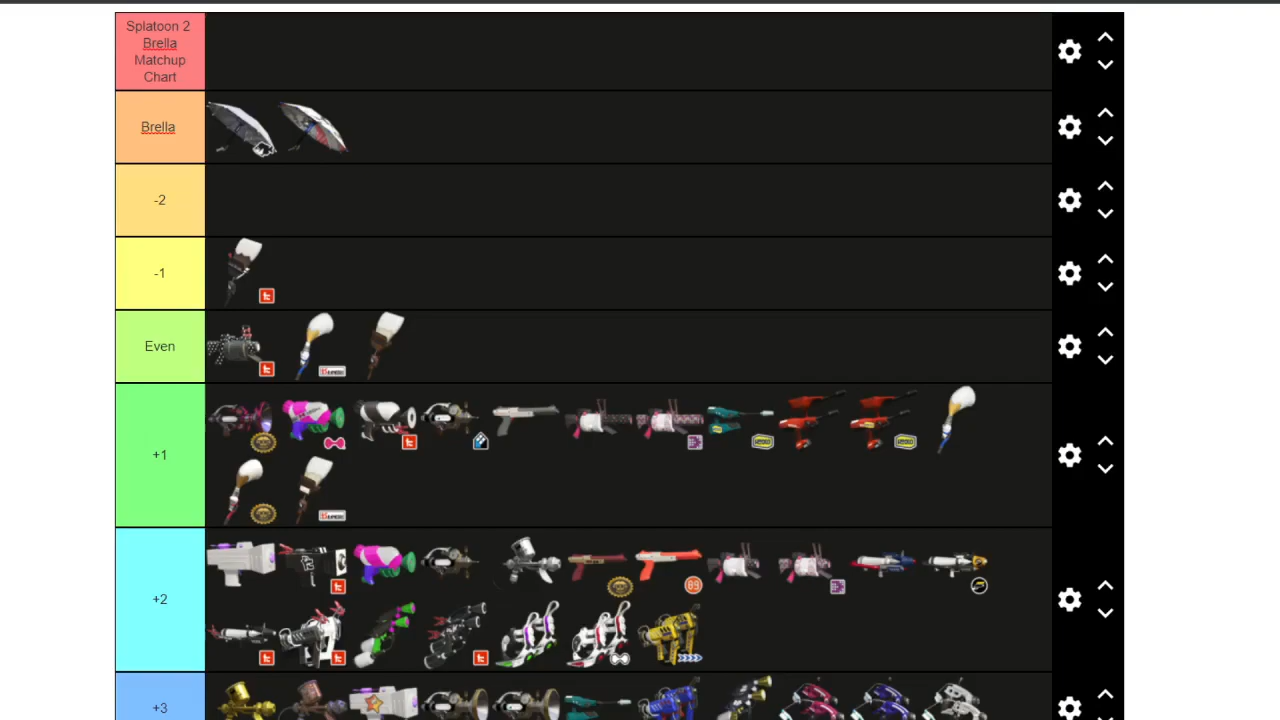 Splatoon 2
Brella
Matchup
Chart
Brella
-2
-1
Even
+1
+2
+3